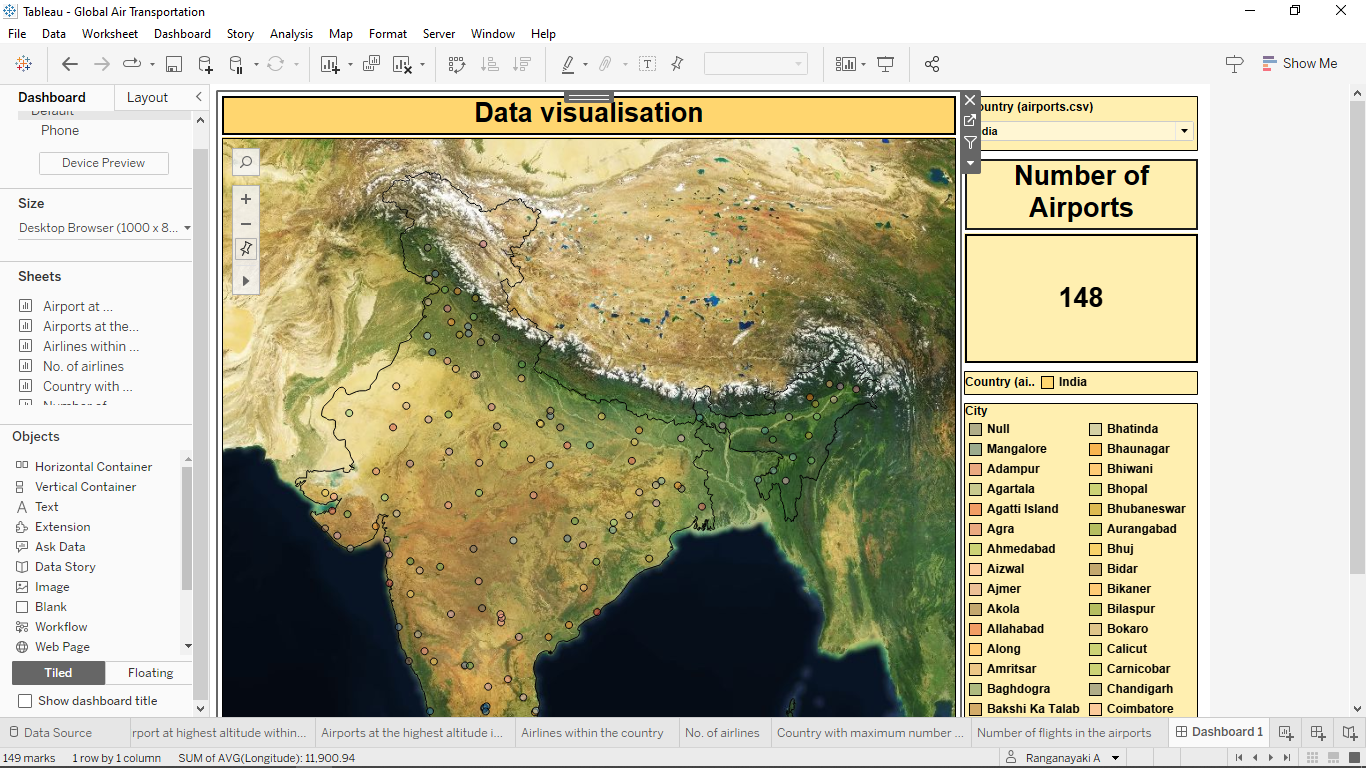 Tableau - Global Air Transportation
File Data Worksheet Dashboard Story Analysis Map Format Server Window Help
Show Me
Dashboard Layout
Default
Phone
Device Preview
Size
Desktop Browser (1000 x 8...
Sheets
Airport at ...
Airports at the...
Airlines within ...
No. of airlines
Country with ...
Number of
Objects
Horizontal Container
Vertical Container
Text
Extension
Ask Data
Data Story
Image
Blank
Workflow
Web Page
Tiled Floating
Show dashboard title
Data visualisation
ountry (airports.csv)
dia
Number of
Airports
148
Country (ai.. India
City
Null Bhatinda
Mangalore Bhaunagar
Adampur Bhiwani
Agartala Bhopal
Agatti Island Bhubaneswar
Agra Aurangabad
Ahmedabad Bhuj
Aizwal Bidar
Ajmer Bikaner
Akola Bilaspur
Allahabad Bokaro
Along Calicut
Amritsar Carnicobar
Baghdogra Chandigarh
Bakshi Ka Talab Coimbatore
Data Source rport at highest altitude within... Airports at the highest altitude i... Airlines within the country No. of airlines Country with maximum number ... Number of flights in the airports Dashboard 1
149 marks 1 row by 1 column SUM of AVG(Longitude): 11,900.94 Ranganayaki A